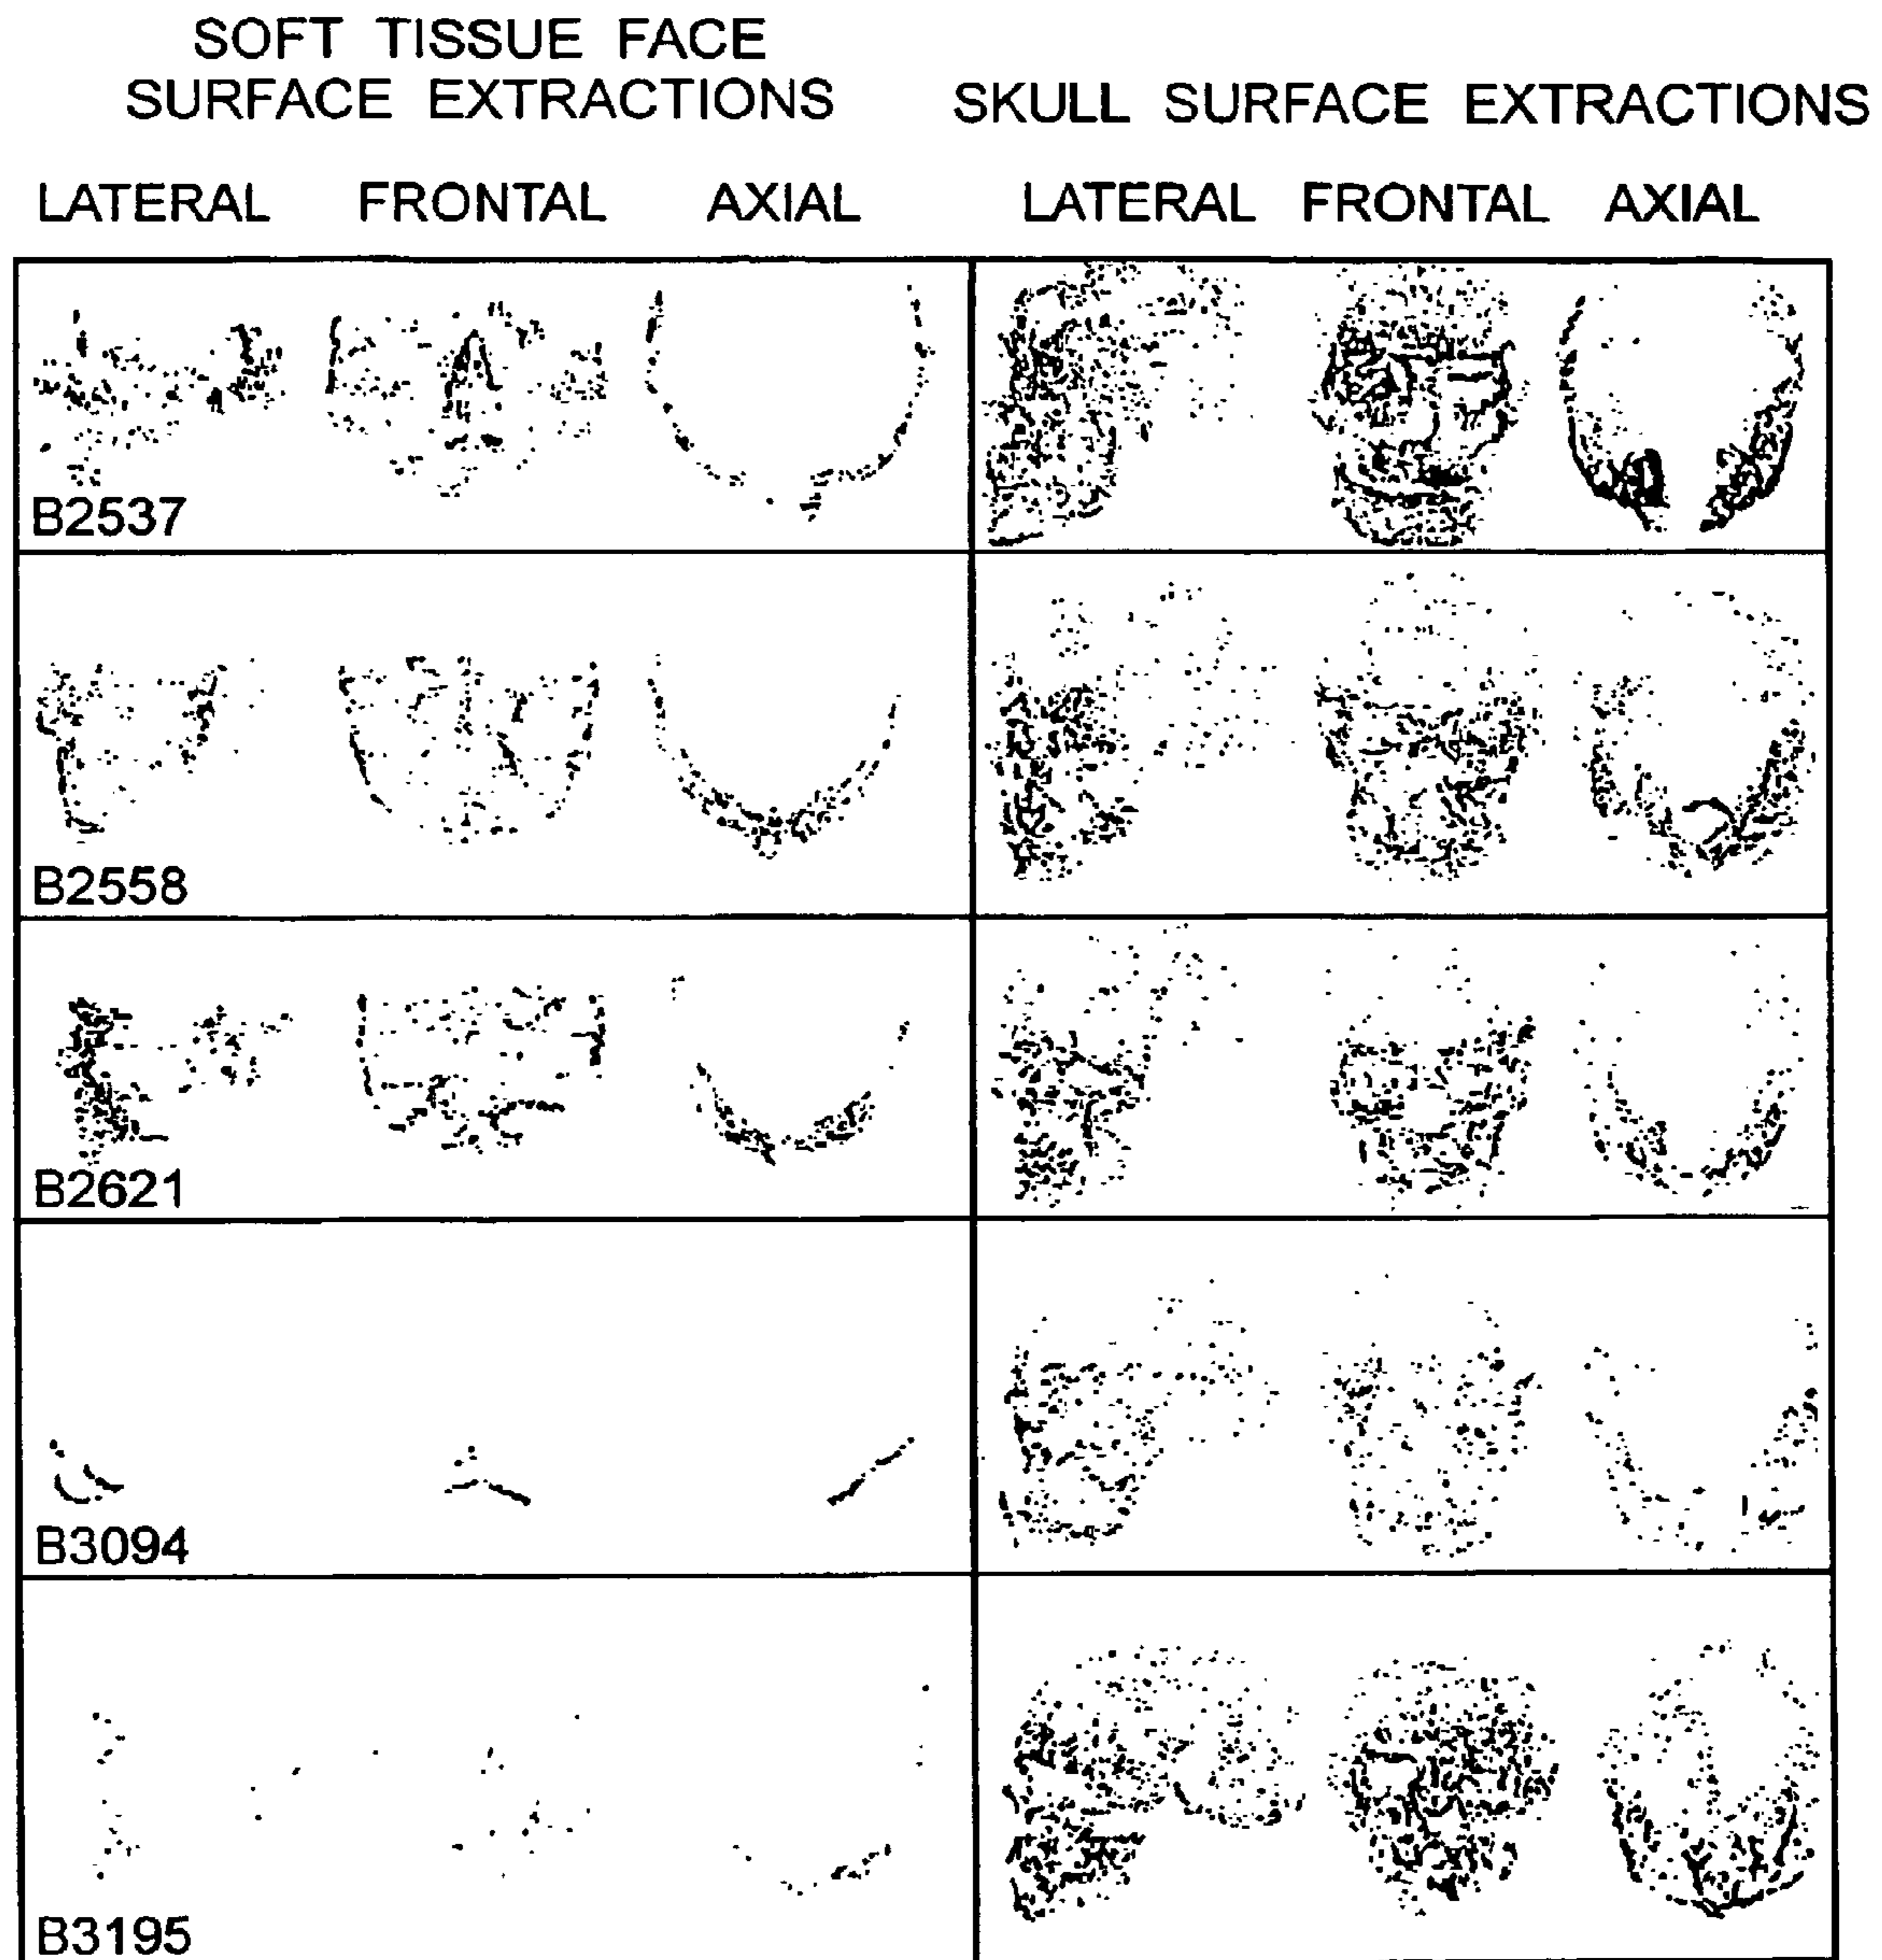 SOFT TISSUE FACE
SURFACE EXTRACTIONS
SKULL SURFACE EXTRACTIONS
LATERAL FRONTAL AXIAL LATERAL FRONTAL AXIAL
B2537
B2558
B2621
B3094
B3195